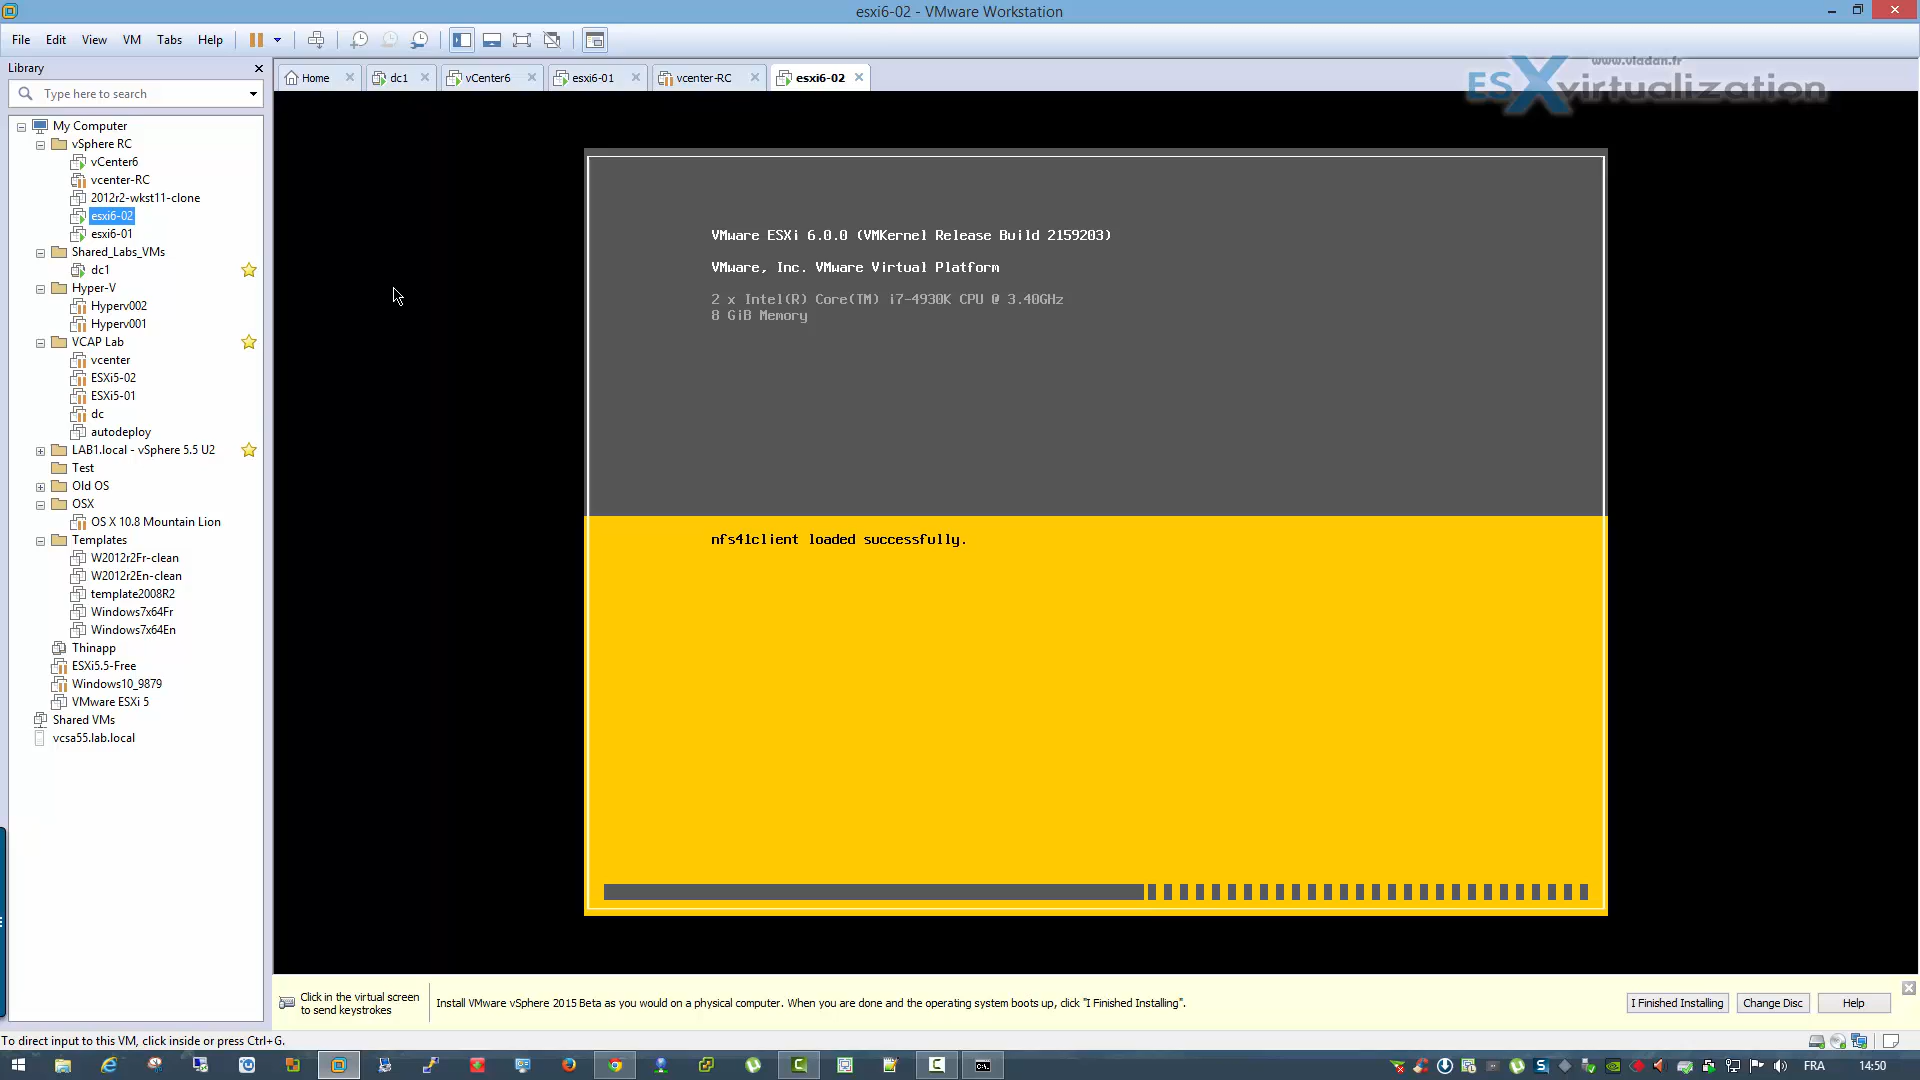 esxi6-02 - VMware Workstation
File Edit View VM Tabs Help
Library
Type here to search
Home dc1 vCenter6 esxi6-01 vcenter-RC esxi6-02
www.vladan.fr
ESXvirtualization
My Computer
vSphere RC
vCenter6
vcenter-RC
2012r2-wkst11-clone
esxi6-02
esxi6-01
Shared_Labs_VMs
dc1
Hyper-V
Hyperv002
Hyperv001
VCAP Lab
vcenter
ESXi5-02
ESXi5-01
dc
autodeploy
LAB1.local - vSphere 5.5 U2
Test
Old OS
OSX
OS X 10.8 Mountain Lion
Templates
W2012r2Fr-clean
W2012r2En-clean
template2008R2
Windows7x64Fr
Windows7x64En
Thinapp
ESXi5.5-Free
Windows10_9879
VMware ESXi 5
Shared VMs
vcsa55.lab.local
VMware ESXi 6.0.0 (VMKernel Release Build 2159203)
VMware, Inc. VMware Virtual Platform
2 x Intel(R) Core(TM) i7-4930K CPU @ 3.40GHz
8 GiB Memory
nfs41client loaded successfully.
Click in the virtual screen
to send keystrokes
Install VMware vSphere 2015 Beta as you would on a physical computer. When you are done and the operating system boots up, click "I Finished Installing".
I Finished Installing Change Disc Help
To direct input to this VM, click inside or press Ctrl+G.
FRA 14:50